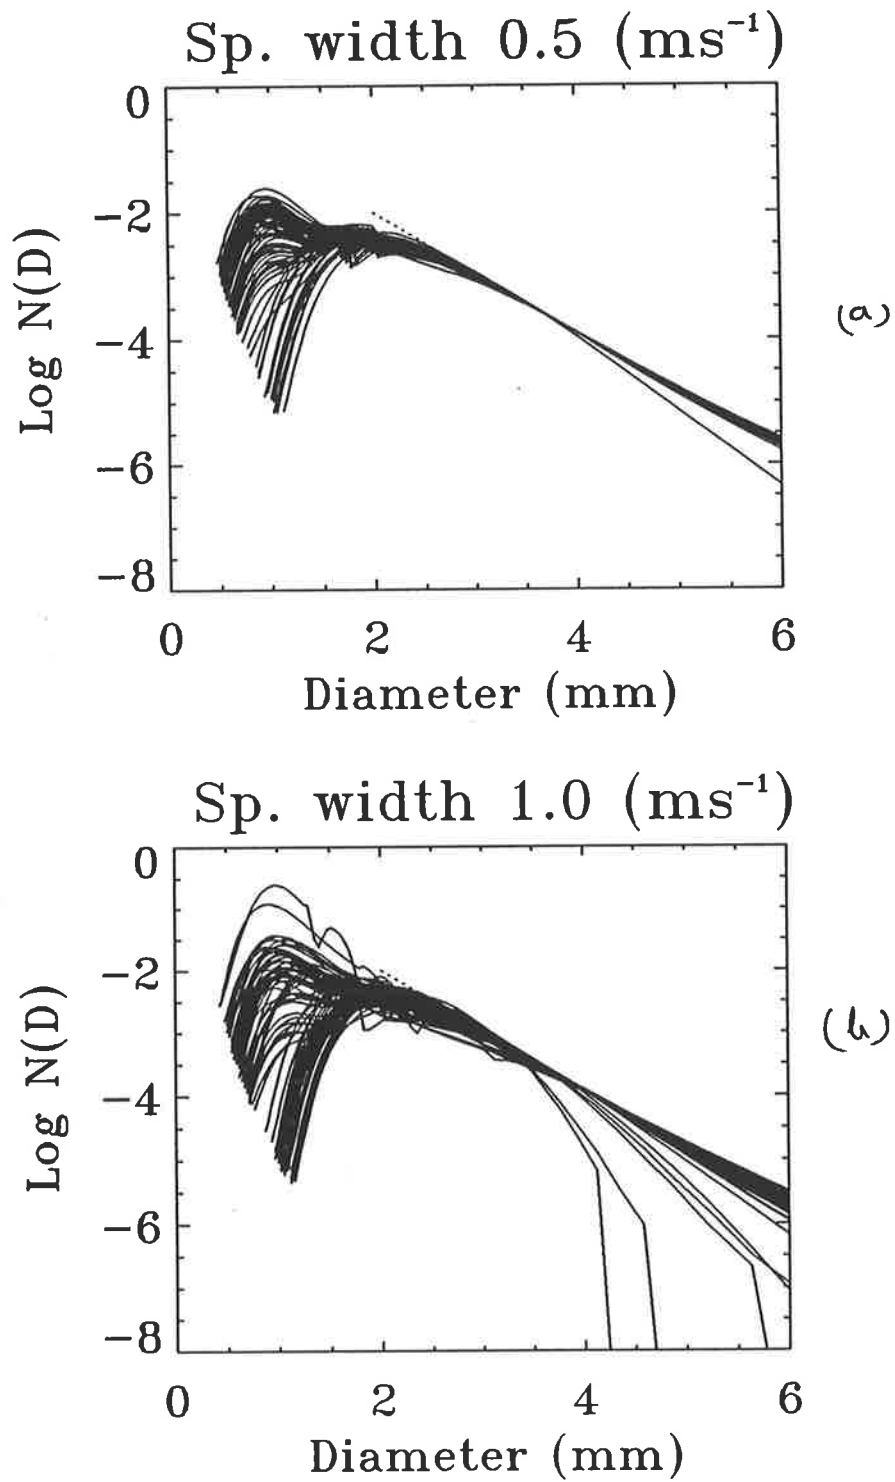 Sp. width 0.5 (ms⁻¹)
0
−2
−4
−6
−8
Log N(D)
0 2 4 6
Diameter (mm)
(a)
Sp. width 1.0 (ms⁻¹)
0
−2
−4
−6
−8
Log N(D)
0 2 4 6
Diameter (mm)
(b)